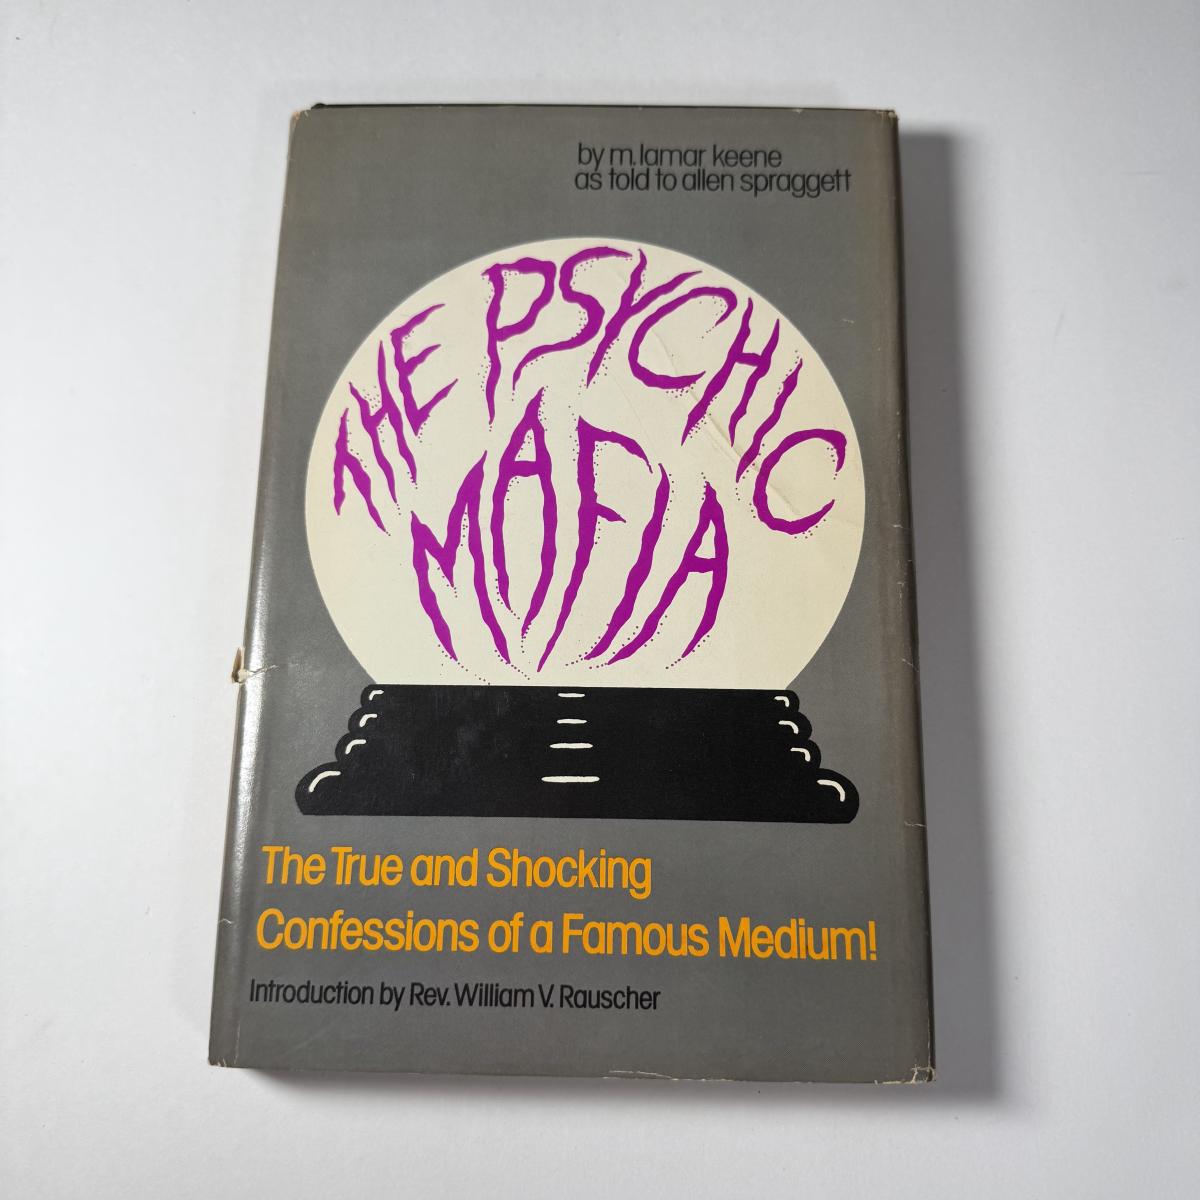 by m. lamar keene
as told to allen spraggett
THE PSYCHIC
MAFIA
The True and Shocking
Confessions of a Famous Medium!
Introduction by Rev. William V. Rauscher